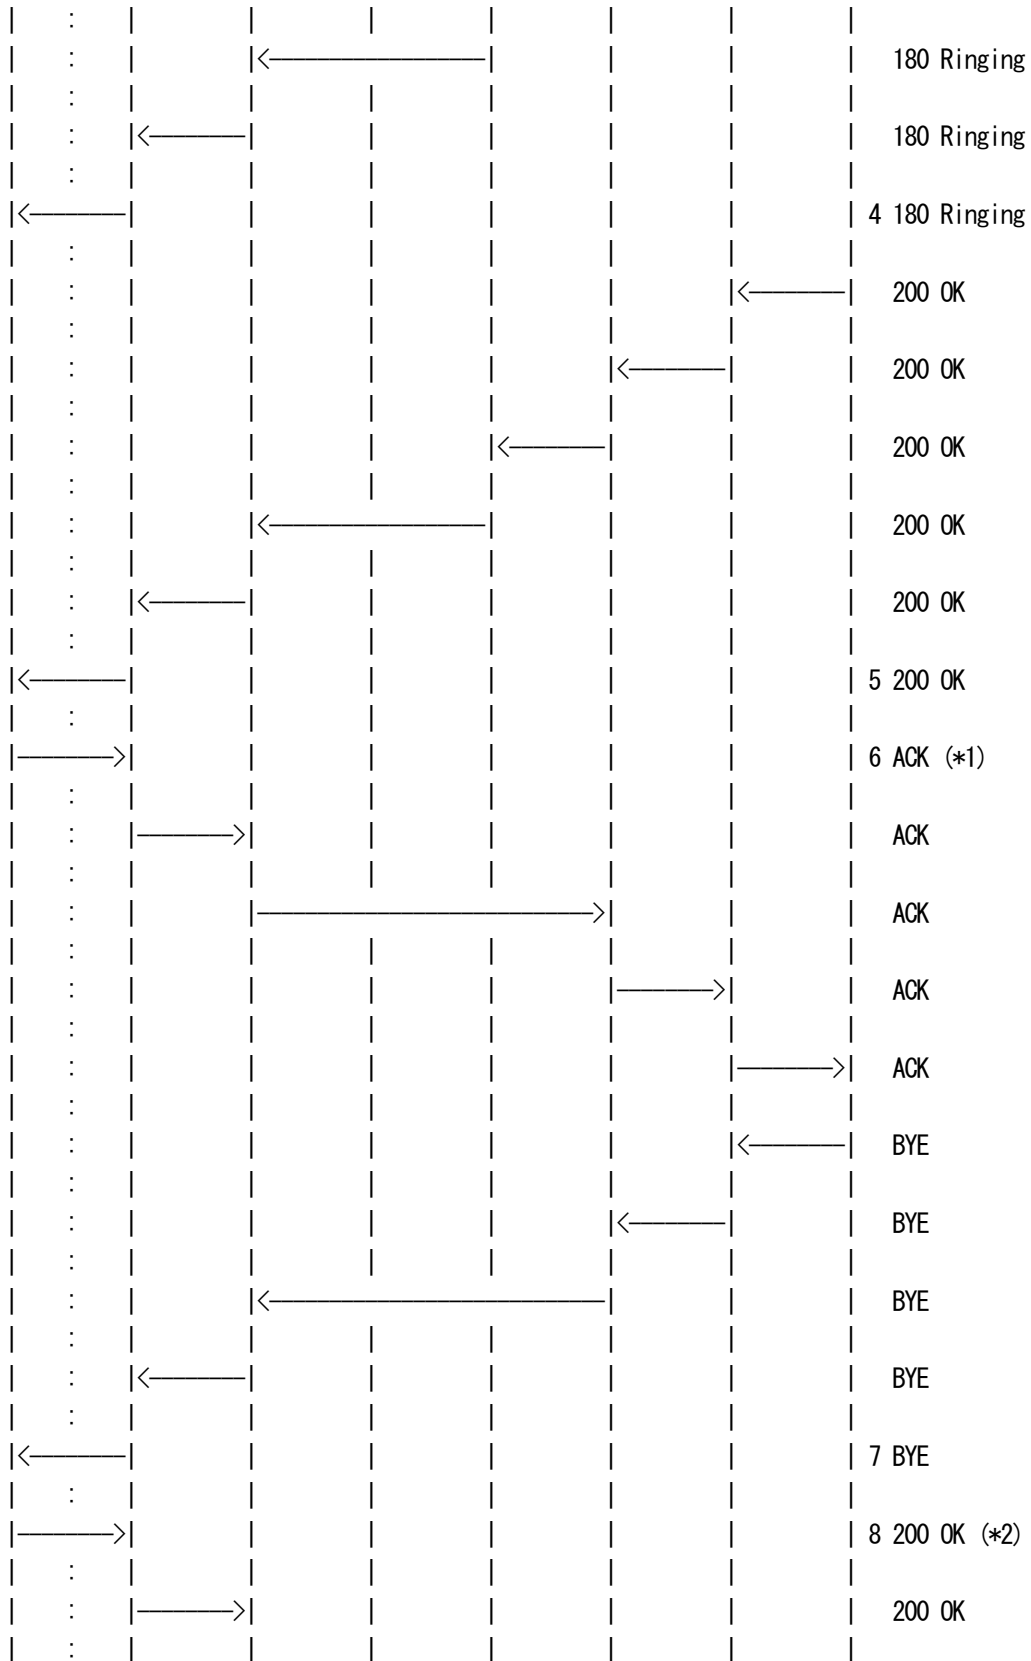 180 Ringing
180 Ringing
4 180 Ringing
200 OK
200 OK
200 OK
200 OK
200 OK
5 200 OK
6 ACK (*1)
ACK
ACK
ACK
ACK
BYE
BYE
BYE
BYE
7 BYE
8 200 OK (*2)
200 OK